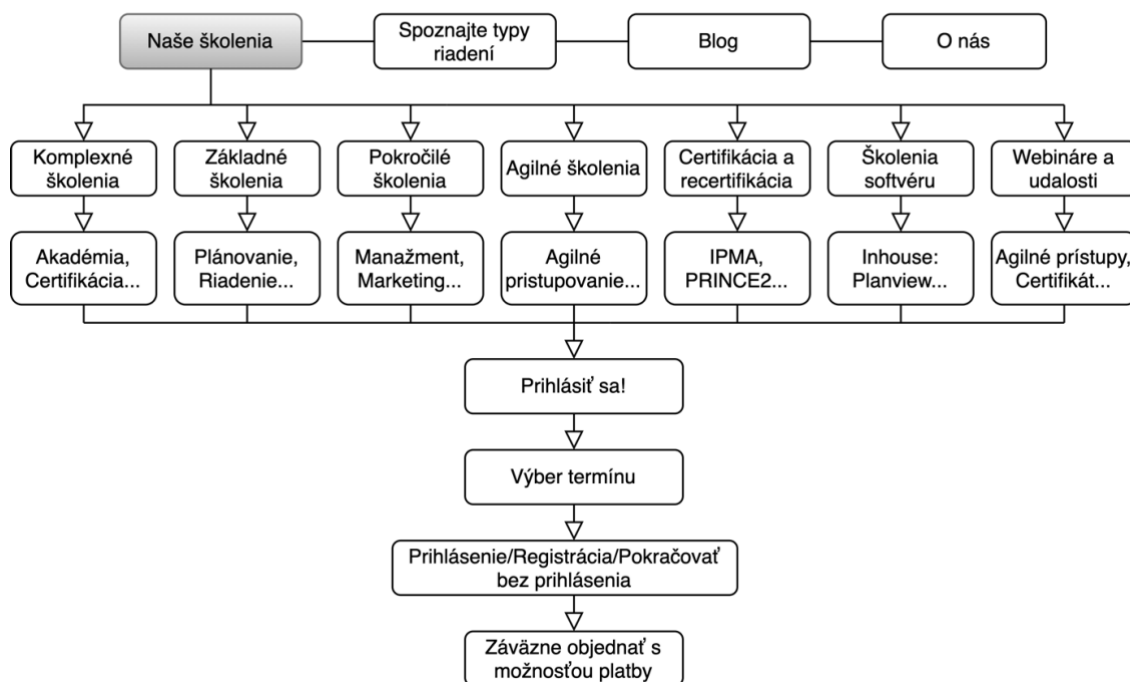 Naše školenia
Spoznajte typy
riadení
Blog
O nás
Komplexné
školenia
Základné
školenia
Pokročilé
školenia
Agilné školenia
Certifikácia a
recertifikácia
Školenia
softvéru
Webináre a
udalosti
Akadémia,
Certifikácia...
Plánovanie,
Riadenie...
Manažment,
Marketing...
Agilné
pristupovanie...
IPMA,
PRINCE2...
Inhouse:
Planview...
Agilné prístupy,
Certifikát...
Prihlásiť sa!
Výber termínu
Prihlásenie/Registrácia/Pokračovať
bez prihlásenia
Záväzne objednať s
možnosťou platby